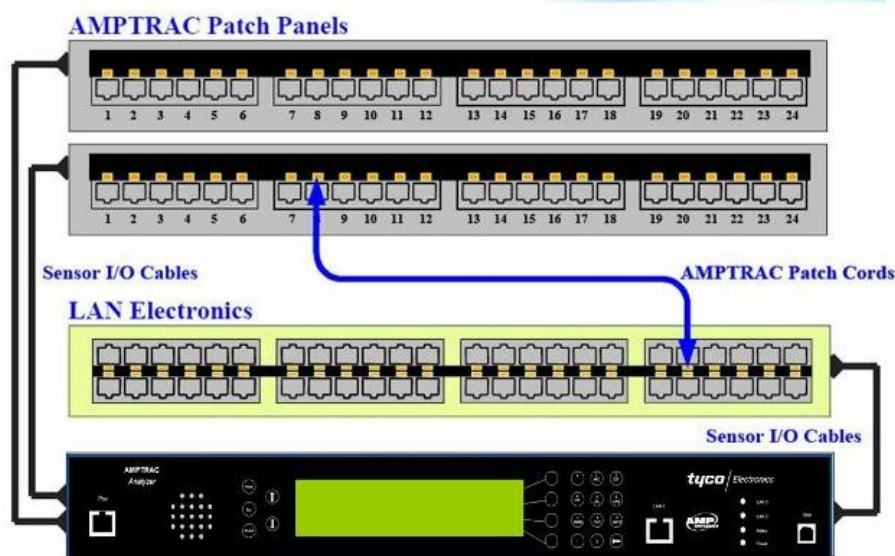 AMPTRAC Patch Panels
1 2 3 4 5 6 7 8 9 10 11 12 13 14 15 16 17 18 19 20 21 22 23 24
1 2 3 4 5 6 7 9 10 11 12 13 14 15 16 17 18 19 20 21 22 23 24
Sensor I/O Cables
AMPTRAC Patch Cords
LAN Electronics
Sensor I/O Cables
AMPTRAC
Analyzer
tyco Electronics
AMP